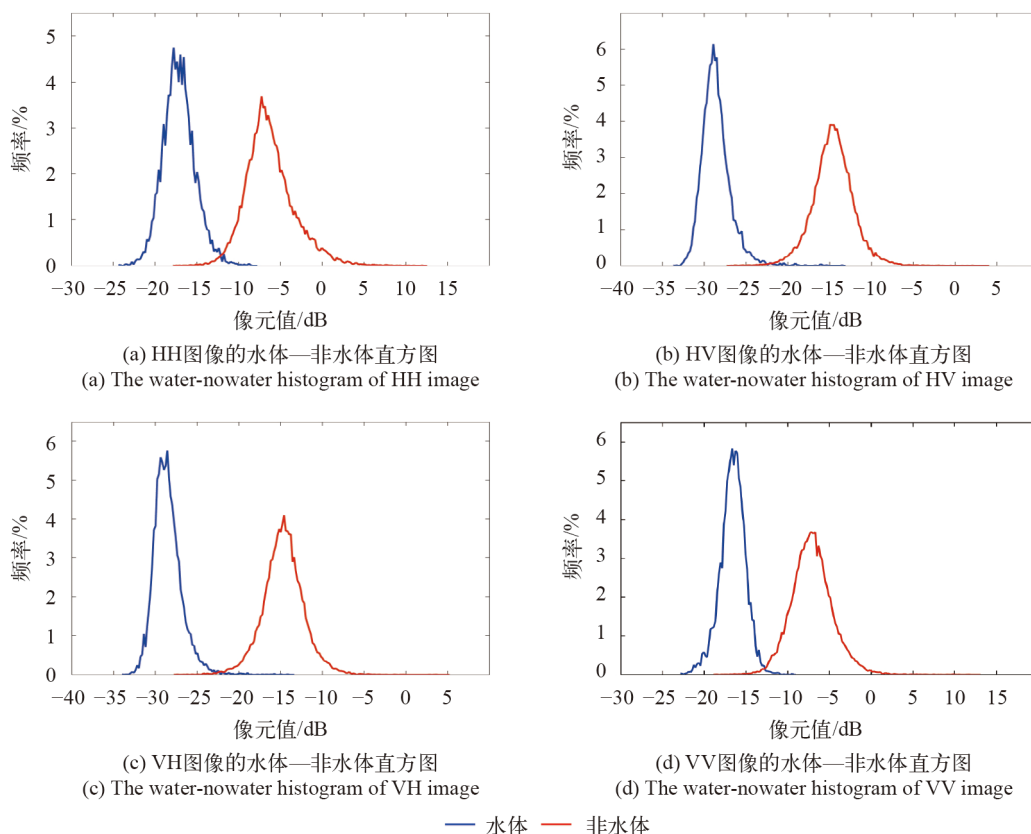 5
4
3
2
1
0
频率/%
−30 −25 −20 −15 −10 −5 0 5 10 15
像元值/dB
(a) HH图像的水体—非水体直方图
(a) The water-nowater histogram of HH image
6
5
4
3
2
1
0
频率/%
−40 −35 −30 −25 −20 −15 −10 −5 0 5
像元值/dB
(b) HV图像的水体—非水体直方图
(b) The water-nowater histogram of HV image
6
5
4
3
2
1
0
频率/%
−40 −35 −30 −25 −20 −15 −10 −5 0 5
像元值/dB
(c) VH图像的水体—非水体直方图
(c) The water-nowater histogram of VH image
6
5
4
3
2
1
0
频率/%
−30 −25 −20 −15 −10 −5 0 5 10 15
像元值/dB
(d) VV图像的水体—非水体直方图
(d) The water-nowater histogram of VV image
水体 非水体